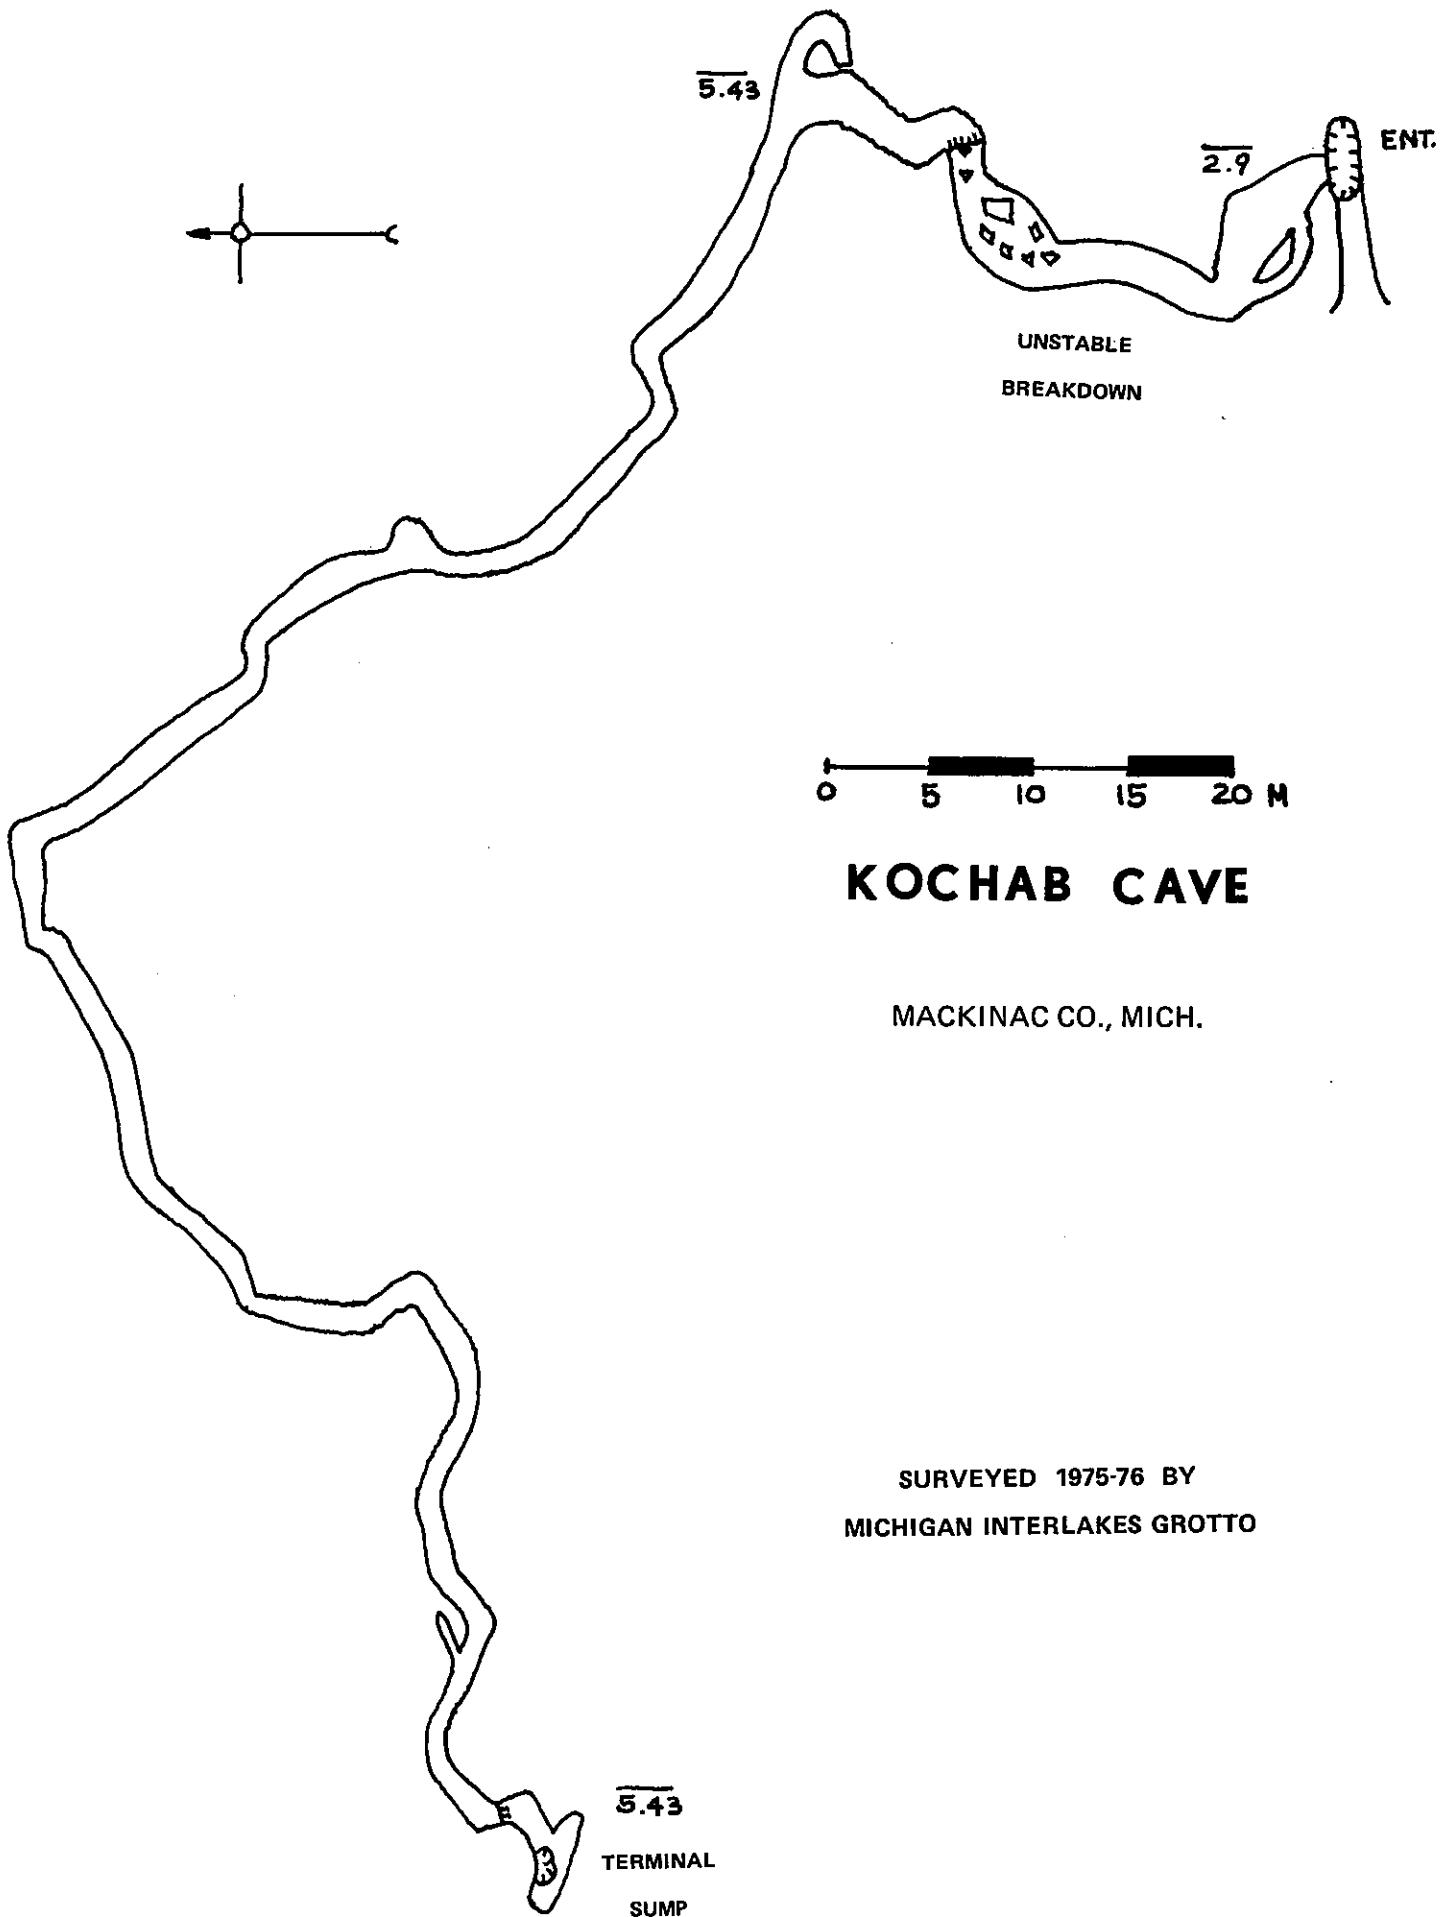 5.43
ENT.
2.9
UNSTABLE
BREAKDOWN
0 5 10 15 20 M
KOCHAB CAVE
MACKINAC CO., MICH.
SURVEYED 1975-76 BY
MICHIGAN INTERLAKES GROTTO
5.43
TERMINAL
SUMP